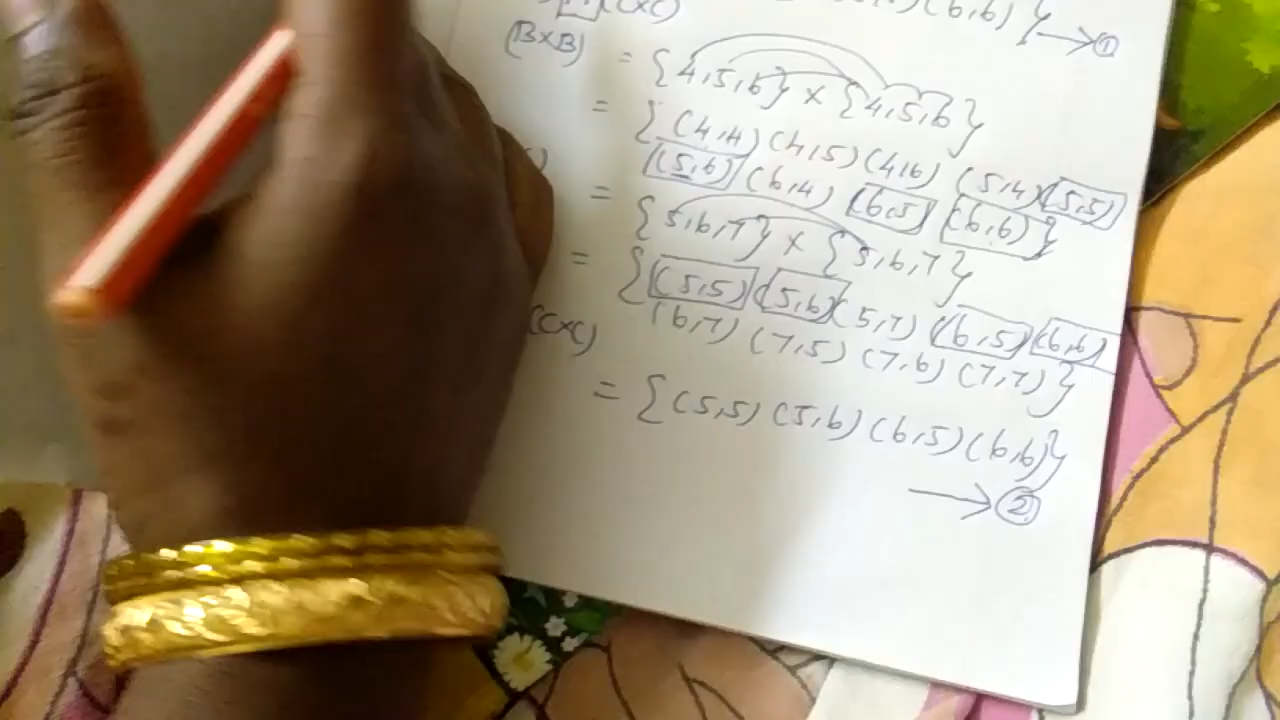 (C×C)
(6,6) } → ①
(B×B) = {4,5,6} × {4,5,6}
= { (4,4) (4,5) (4,6) (5,4) (5,5)
(5,6) (6,4) (6,5) (6,6) }
= {5,6,7} × {5,6,7}
= { (5,5) (5,6) (5,7) (6,5) (6,6)
(6,7) (7,5) (7,6) (7,7) }
(C×C)
= { (5,5) (5,6) (6,5) (6,6) }
→ ②